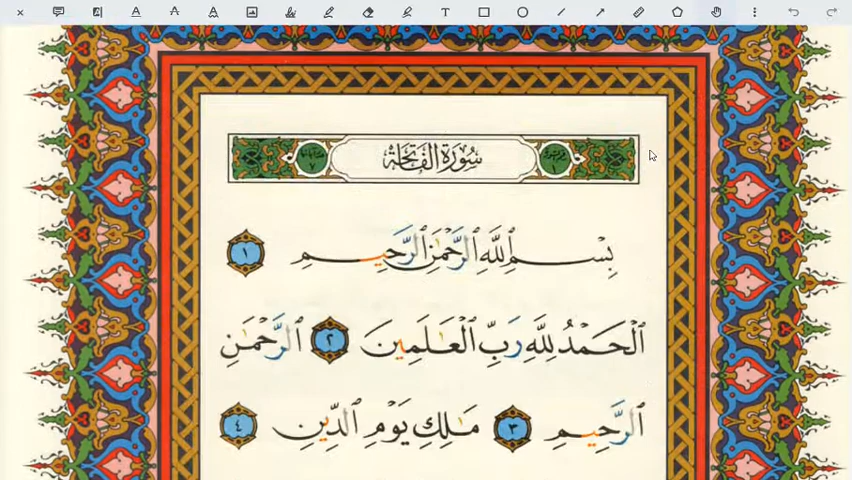 سُورَةُ الفَاتِحَةِ
بِسۡمِ ٱللَّهِ ٱلرَّحۡمَٰنِ ٱلرَّحِيمِ ١
ٱلۡحَمۡدُ لِلَّهِ رَبِّ ٱلۡعَٰلَمِينَ ٢ ٱلرَّحۡمَٰنِ
ٱلرَّحِيمِ ٣ مَٰلِكِ يَوۡمِ ٱلدِّينِ ٤